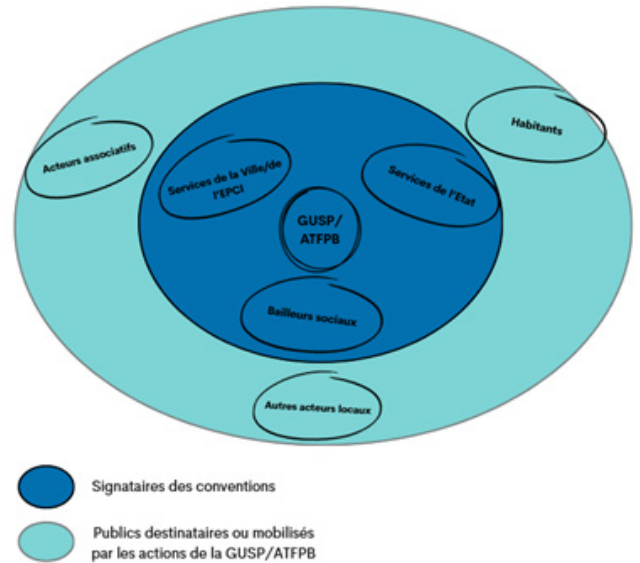 Habitants
Acteurs associatifs
Services de la Ville/de
l'EPCI
Services de l'Etat
GUSP/
ATFPB
Bailleurs sociaux
Autres acteurs locaux
Signataires des conventions
Publics destinataires ou mobilisés
par les actions de la GUSP/ATFPB